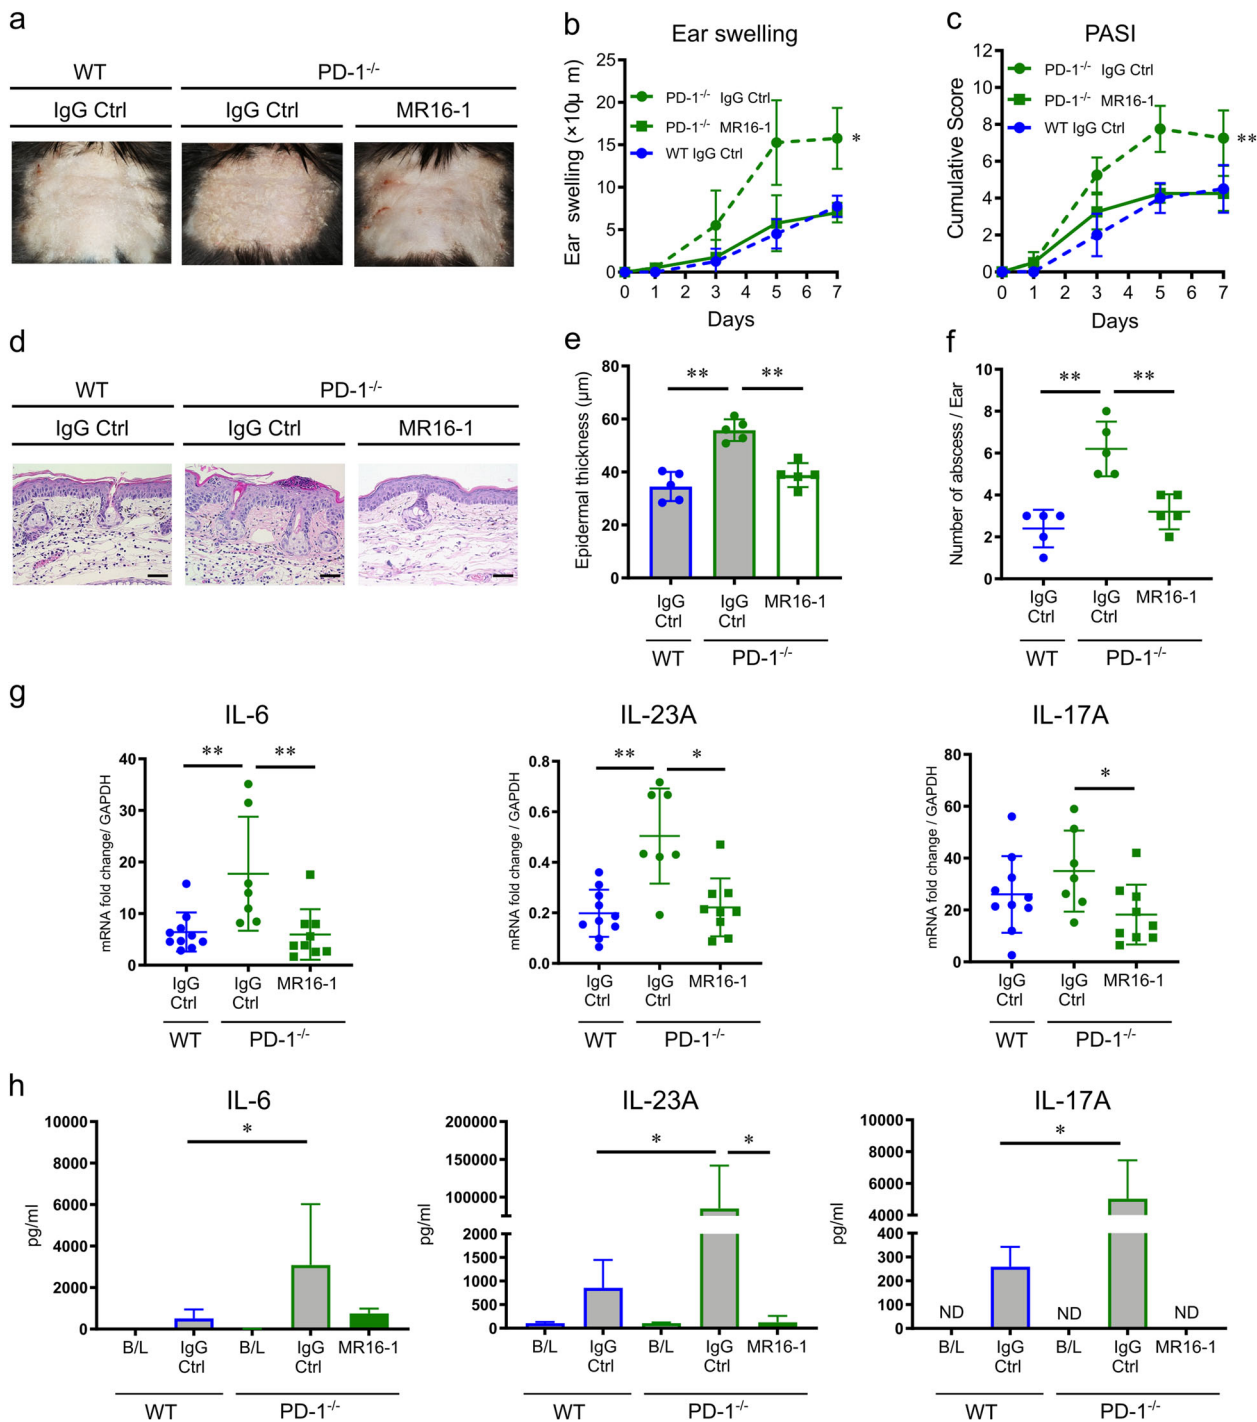 a
WT
PD-1-/-
IgG Ctrl
IgG Ctrl
MR16-1
b
Ear swelling
Ear swelling (×10μ m)
25
20
15
10
5
0
PD-1-/- IgG Ctrl
PD-1-/- MR16-1
WT IgG Ctrl
*
0 1 2 3 4 5 6 7
Days
c
PASI
Cumulative Score
12
10
8
6
4
2
0
PD-1-/- IgG Ctrl
PD-1-/- MR16-1
WT IgG Ctrl
**
0 1 2 3 4 5 6 7
Days
d
WT
PD-1-/-
IgG Ctrl
IgG Ctrl
MR16-1
e
Epidermal thickness (μm)
80
60
40
20
0
** **
IgG Ctrl
IgG Ctrl
MR16-1
WT
PD-1-/-
f
Number of abscess / Ear
10
8
6
4
2
0
** **
IgG Ctrl
IgG Ctrl
MR16-1
WT
PD-1-/-
g
IL-6
mRNA fold change/ GAPDH
40
30
20
10
0
** **
IgG Ctrl
IgG Ctrl
MR16-1
WT
PD-1-/-
IL-23A
mRNA fold change / GAPDH
0.8
0.6
0.4
0.2
0.0
** *
IgG Ctrl
IgG Ctrl
MR16-1
WT
PD-1-/-
IL-17A
mRNA fold change / GAPDH
80
60
40
20
0
*
IgG Ctrl
IgG Ctrl
MR16-1
WT
PD-1-/-
h
IL-6
pg/ml
10000
8000
6000
4000
2000
0
*
B/L
IgG Ctrl
B/L
IgG Ctrl
MR16-1
WT
PD-1-/-
IL-23A
pg/ml
200000
150000
100000
50000
2000
1500
1000
500
0
* *
B/L
IgG Ctrl
B/L
IgG Ctrl
MR16-1
WT
PD-1-/-
IL-17A
pg/ml
10000
8000
6000
4000
400
300
200
100
0
*
ND
ND
ND
B/L
IgG Ctrl
B/L
IgG Ctrl
MR16-1
WT
PD-1-/-